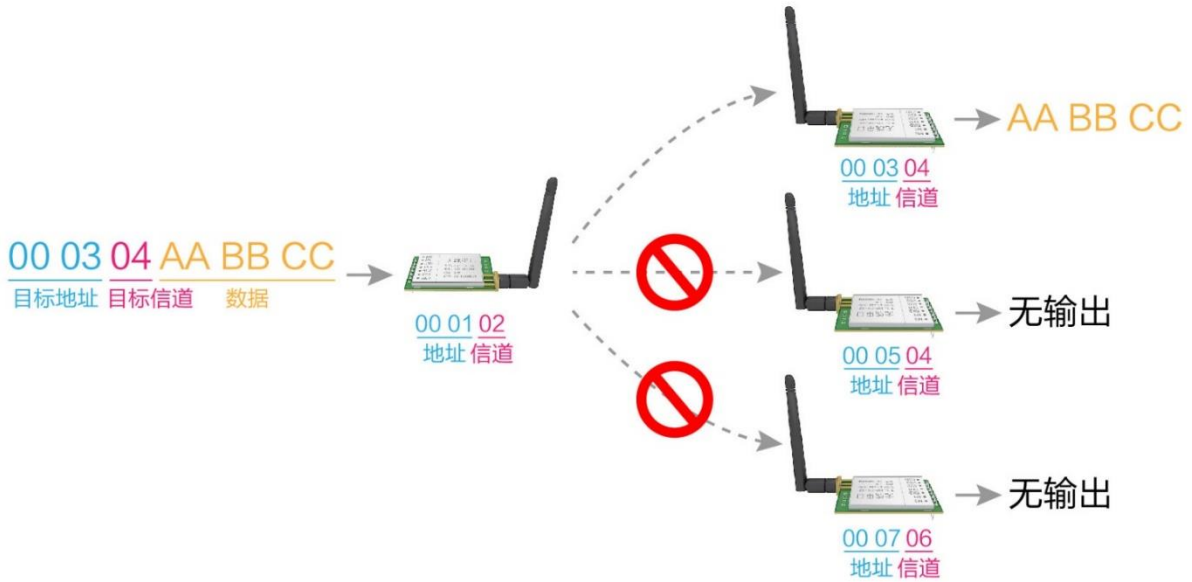 00 03 04 AA BB CC
目标地址 目标信道 数据
00 01 02
地址 信道
AA BB CC
00 03 04
地址 信道
无输出
00 05 04
地址 信道
无输出
00 07 06
地址 信道